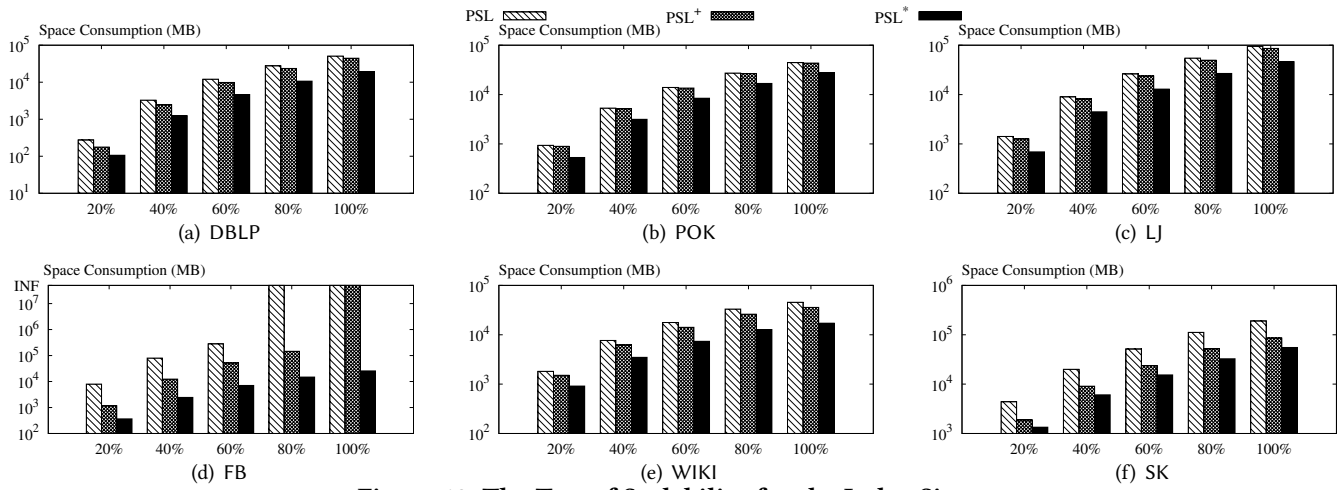 PSL PSL+ PSL*
Space Consumption (MB) Space Consumption (MB) Space Consumption (MB)
10^5 10^5 10^5
10^4 10^4 10^4
10^3 10^3 10^3
10^2 10^2 10^2
10^1
20% 40% 60% 80% 100% 20% 40% 60% 80% 100% 20% 40% 60% 80% 100%
(a) DBLP (b) POK (c) LJ
Space Consumption (MB) Space Consumption (MB) Space Consumption (MB)
INF 10^5 10^6
10^7
10^6 10^4 10^5
10^5
10^4 10^3 10^4
10^3
10^2 10^2 10^3
20% 40% 60% 80% 100% 20% 40% 60% 80% 100% 20% 40% 60% 80% 100%
(d) FB (e) WIKI (f) SK